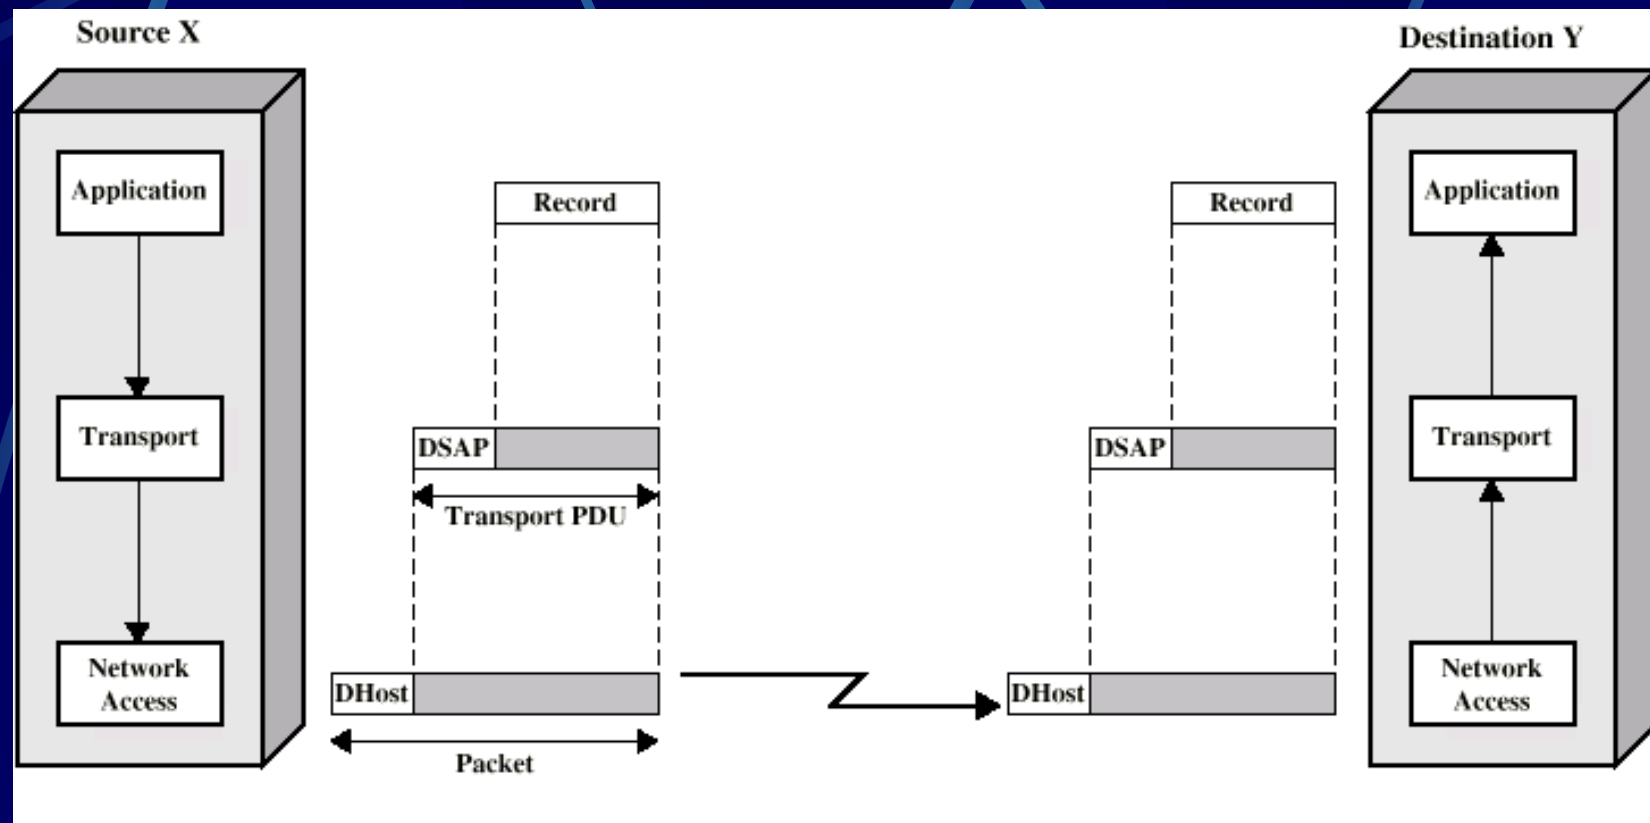 Source X
Destination Y
Application
Record
Record
Application
Transport
DSAP
DSAP
Transport
Transport PDU
Network
Access
DHost
DHost
Network
Access
Packet